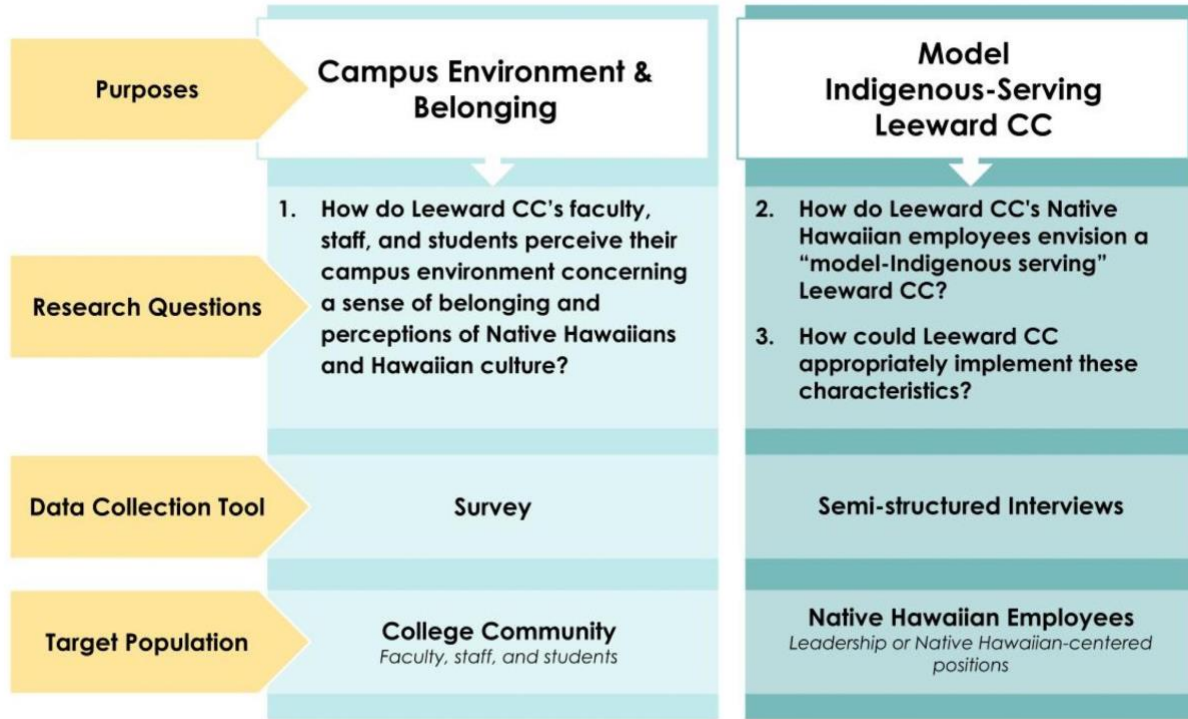 Purposes
Campus Environment &
Belonging
Model
Indigenous-Serving
Leeward CC
Research Questions
1. How do Leeward CC's faculty,
staff, and students perceive their
campus environment concerning
a sense of belonging and
perceptions of Native Hawaiians
and Hawaiian culture?
2. How do Leeward CC's Native
Hawaiian employees envision a
“model-Indigenous serving”
Leeward CC?
3. How could Leeward CC
appropriately implement these
characteristics?
Data Collection Tool
Survey
Semi-structured Interviews
Target Population
College Community
Faculty, staff, and students
Native Hawaiian Employees
Leadership or Native Hawaiian-centered
positions